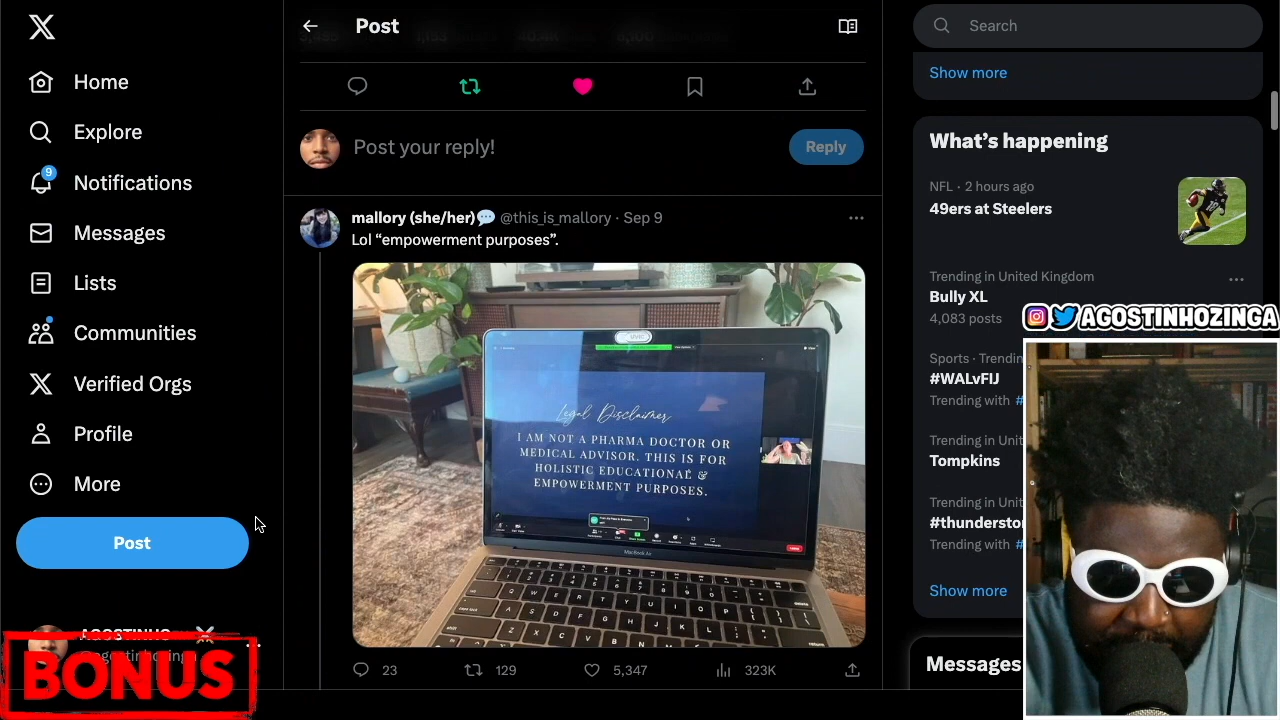 Post
Search
Home
Explore
9
Notifications
Messages
Lists
Communities
Verified Orgs
Profile
More
Post
BONUS
Post your reply!
Reply
mallory (she/her)💬 @this_is_mallory · Sep 9
Lol “empowerment purposes”.
Legal Disclaimer
I AM NOT A PHARMA DOCTOR OR
MEDICAL ADVISOR. THIS IS FOR
HOLISTIC EDUCATIONAL &
EMPOWERMENT PURPOSES.
MacBook Air
23
129
5,347
323K
Show more
What’s happening
NFL · 2 hours ago
49ers at Steelers
Trending in United Kingdom
Bully XL
4,083 posts
AGOSTINHOZINGA
Sports · Trendin
#WALvFIJ
Trending with #
Trending in Unit
Tompkins
Trending in Unit
#thundersto
Trending with #
Show more
Messages